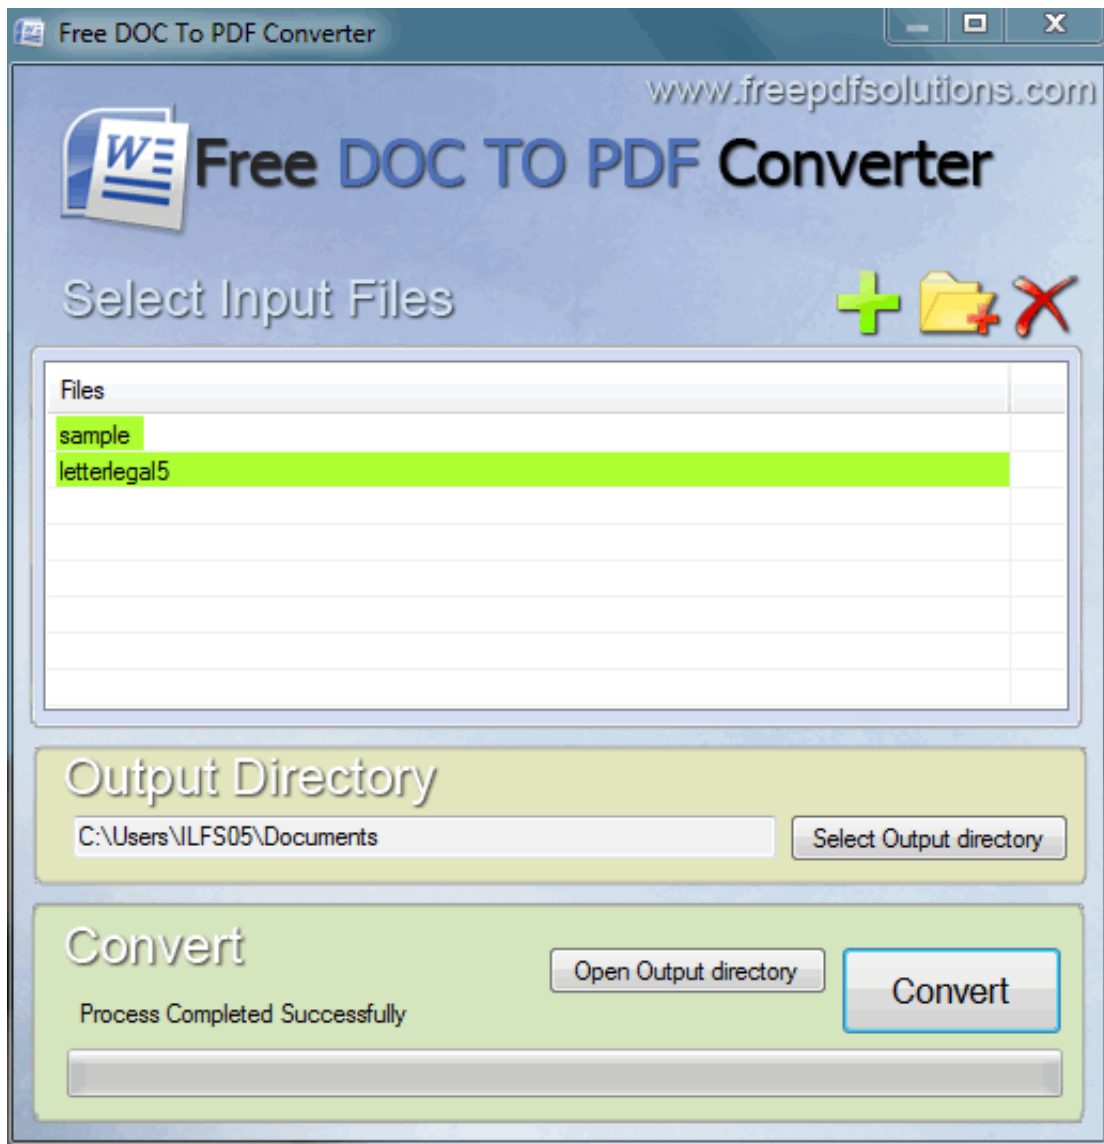 Free DOC To PDF Converter
www.freepdfsolutions.com
W
Free DOC TO PDF Converter
Select Input Files
Files
sample
letterlegal5
Output Directory
C:\Users\ILFS05\Documents
Select Output directory
Convert
Open Output directory
Convert
Process Completed Successfully